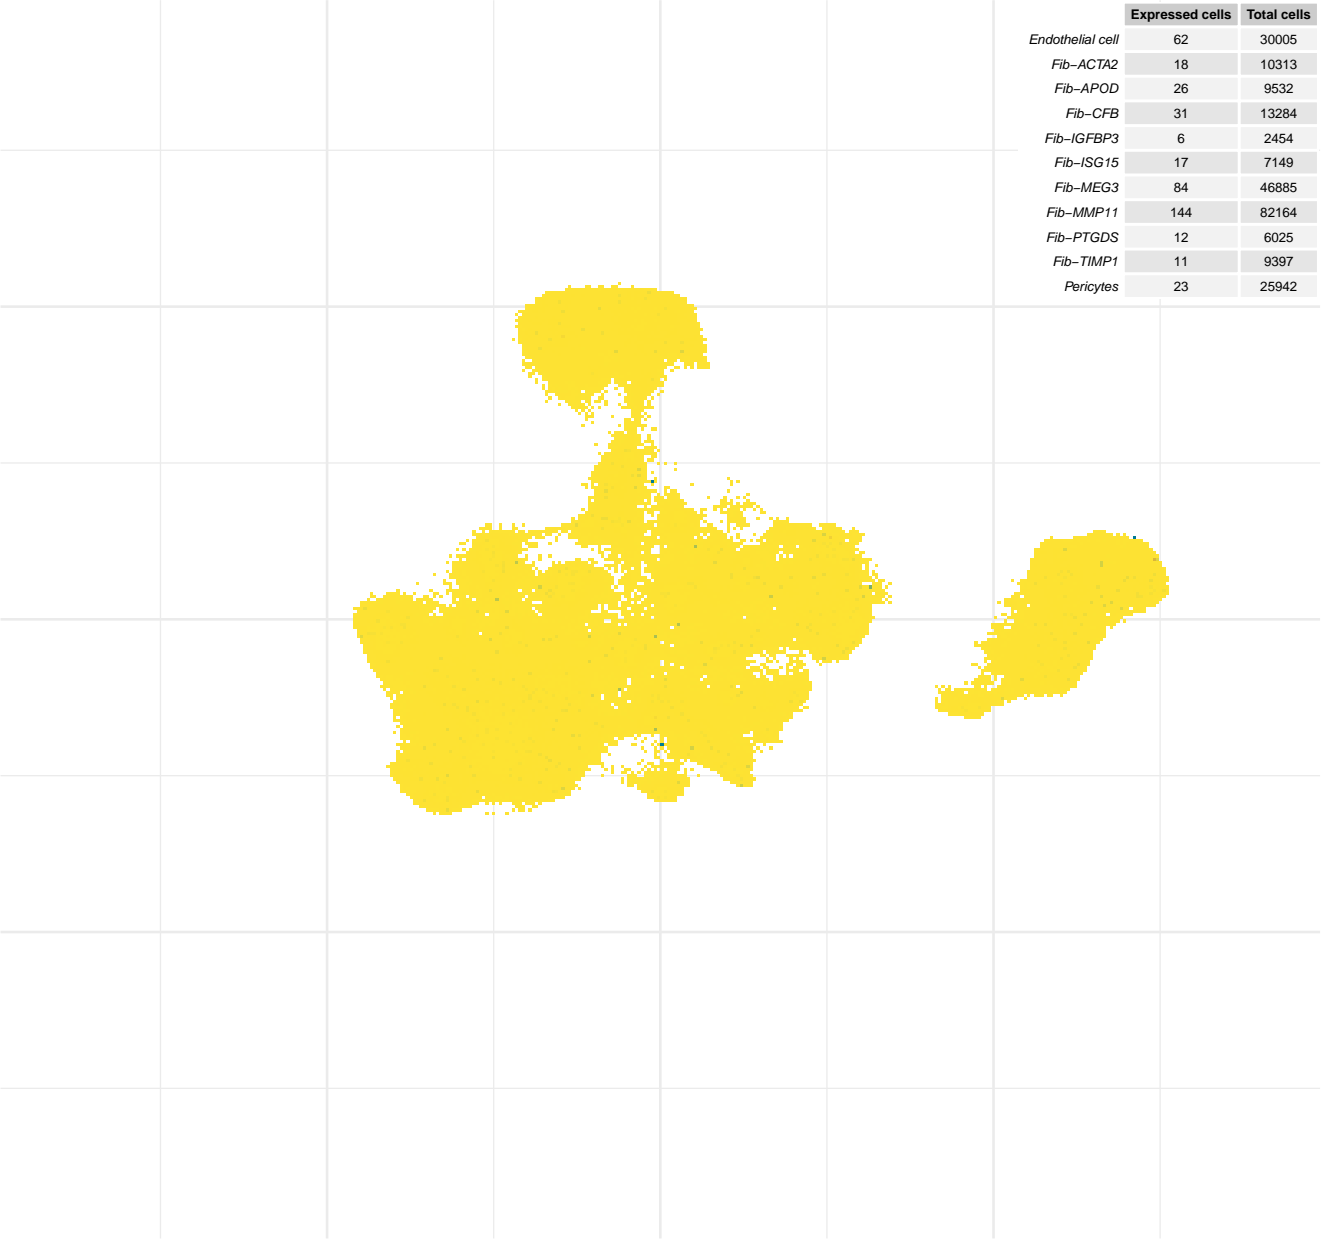 Expressed cells Total cells
Endothelial cell 62 30005
Fib−ACTA2 18 10313
Fib−APOD 26 9532
Fib−CFB 31 13284
Fib−IGFBP3 6 2454
Fib−ISG15 17 7149
Fib−MEG3 84 46885
Fib−MMP11 144 82164
Fib−PTGDS 12 6025
Fib−TIMP1 11 9397
Pericytes 23 25942